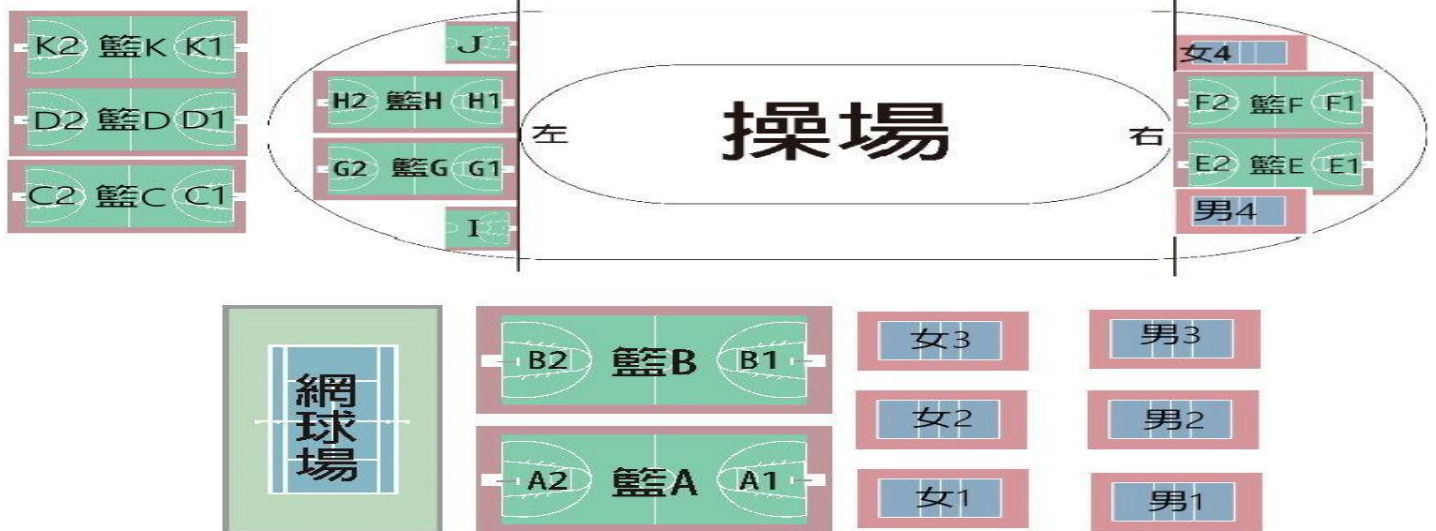 K2 籃K K1
D2 籃D D1
C2 籃C C1
J
H2 籃H H1
G2 籃G G1
I
左
操場
右
女4
F2 籃F F1
E2 籃E E1
男4
網球場
B2 籃B B1
A2 籃A A1
女3
男3
女2
男2
女1
男1